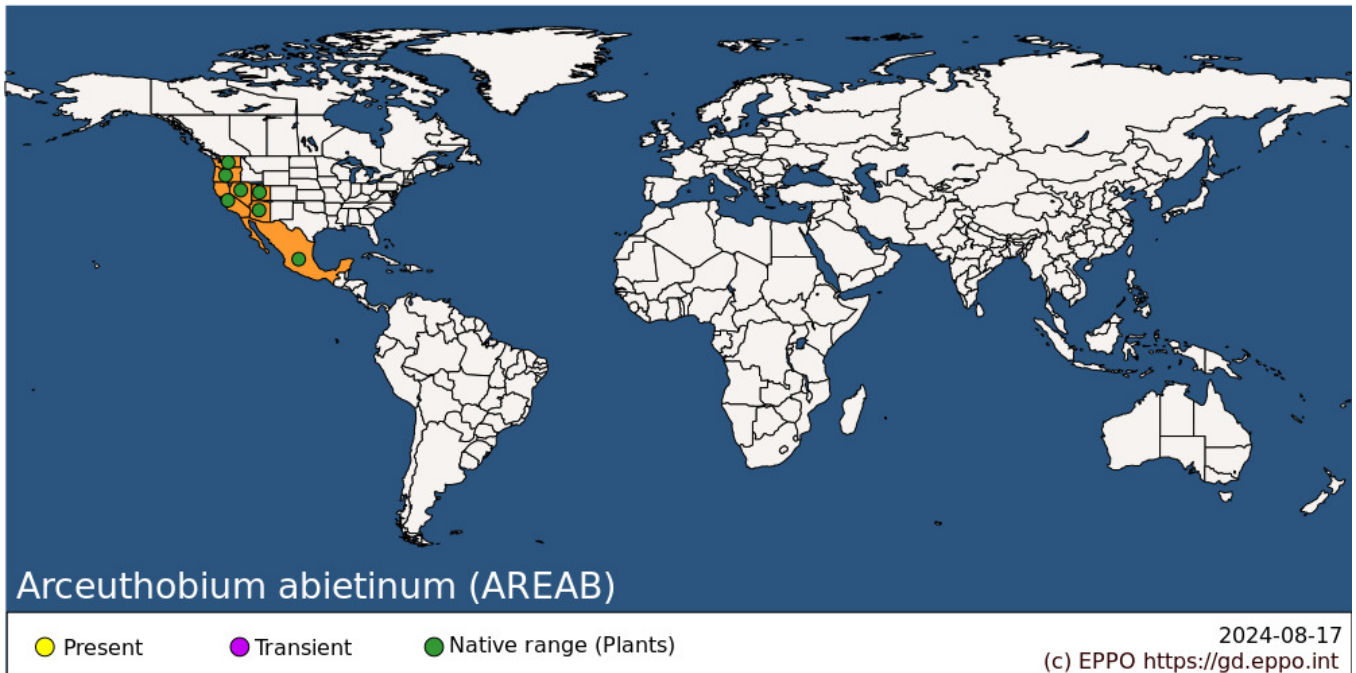 Arceuthobium abietinum (AREAB)
Present
Transient
Native range (Plants)
2024-08-17
(c) EPPO https://gd.eppo.int